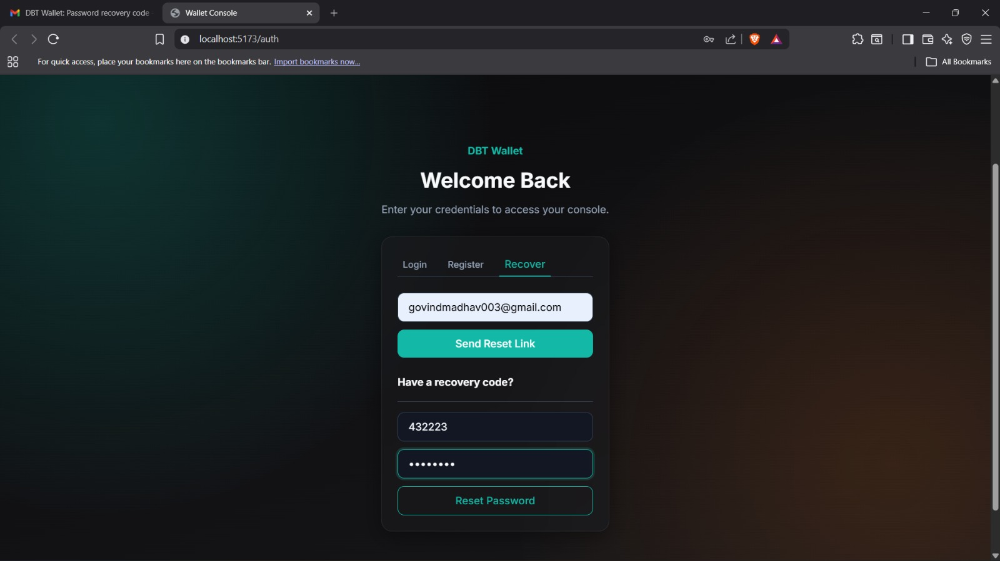 DBT Wallet: Password recovery code
Wallet Console
localhost:5173/auth
For quick access, place your bookmarks here on the bookmarks bar. Import bookmarks now...
All Bookmarks
DBT Wallet
Welcome Back
Enter your credentials to access your console.
Login Register Recover
govindmadhav003@gmail.com
Send Reset Link
Have a recovery code?
432223
••••••••
Reset Password